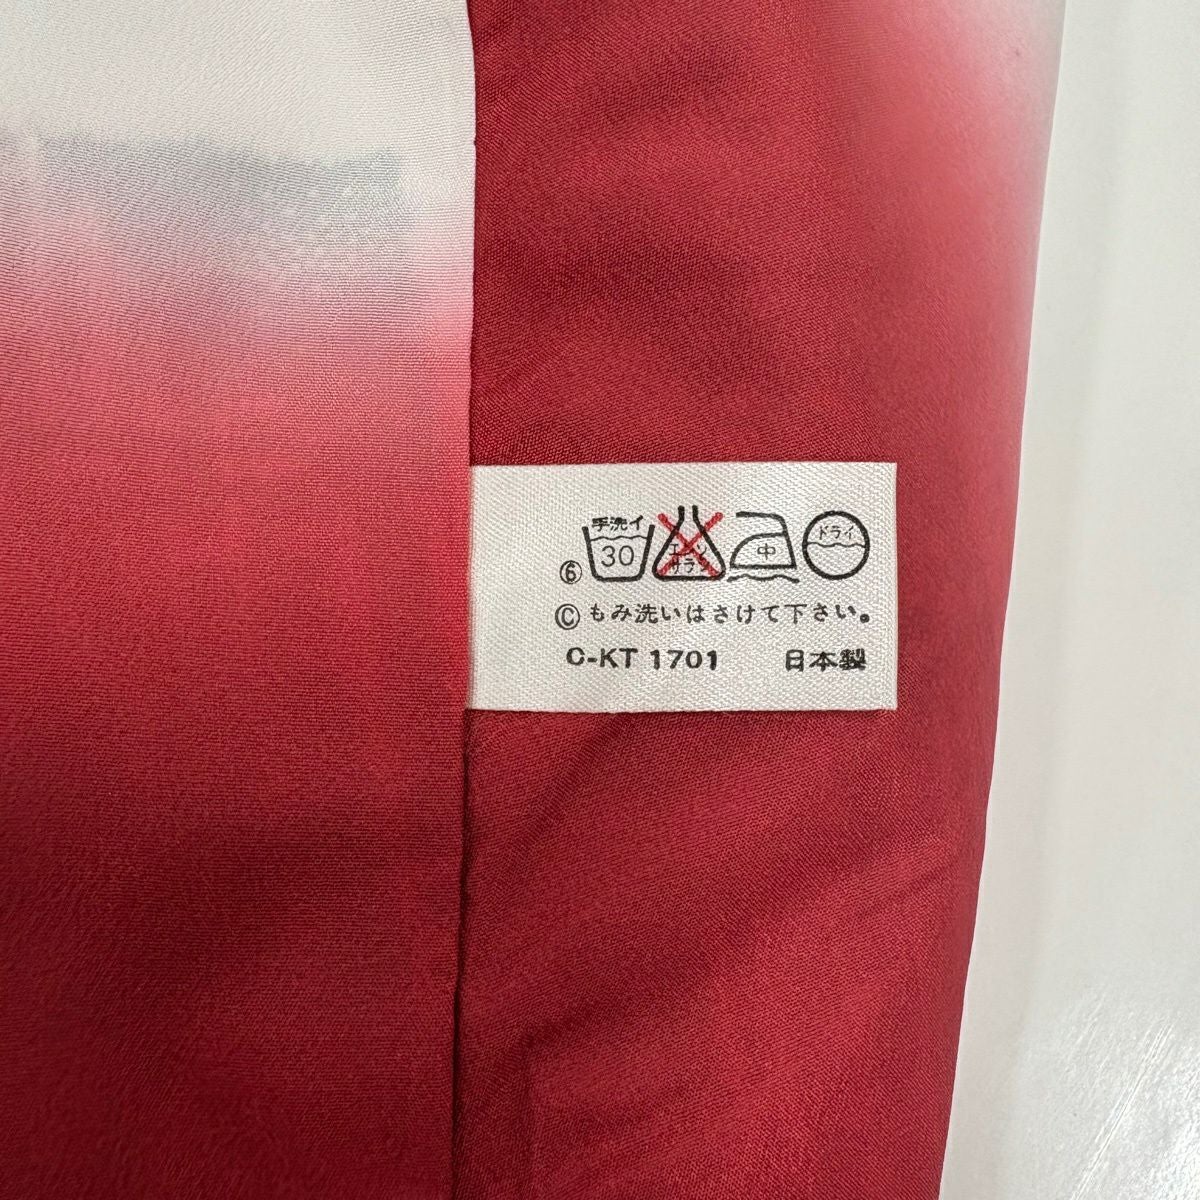 手洗イ
30
エンソ
サラシ
中
ドライ
⑥
Ⓒもみ洗いはさけて下さい。
C-KT 1701 日本製